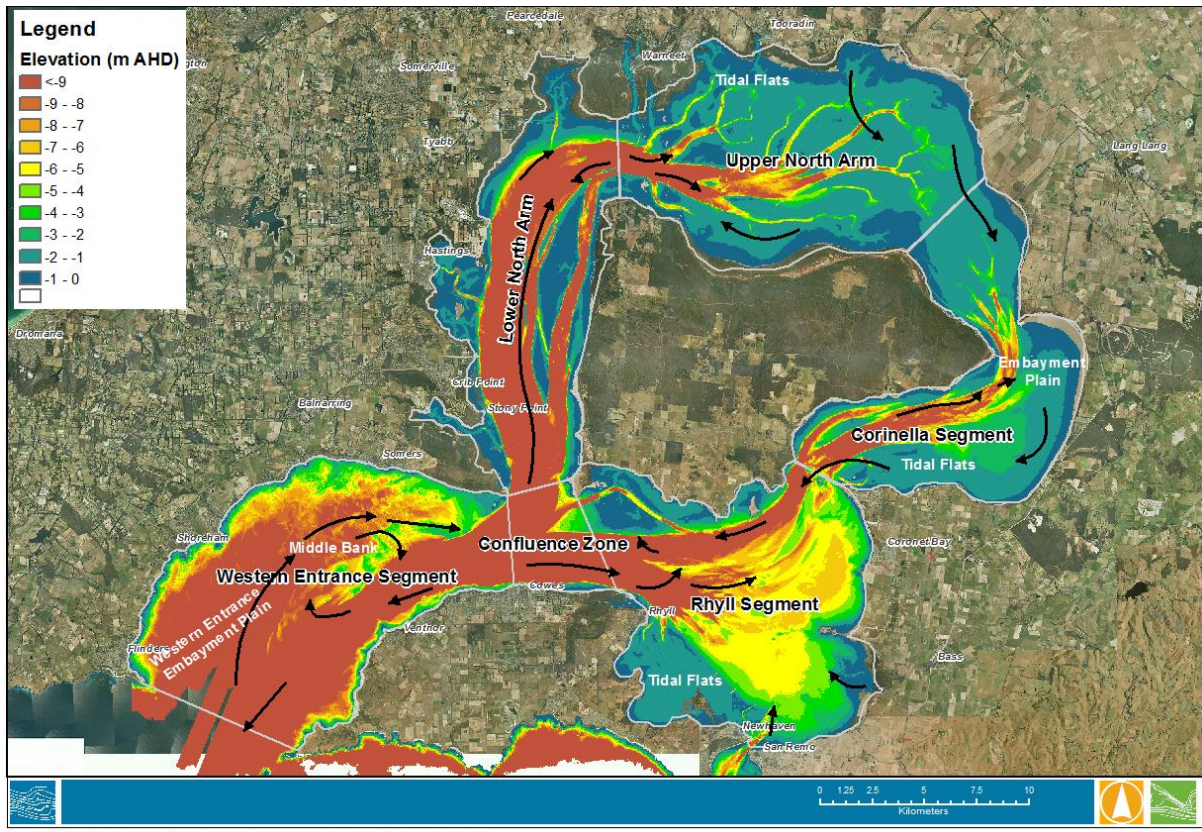 Legend
Elevation (m AHD)
<-9
-9 - -8
-8 - -7
-7 - -6
-6 - -5
-5 - -4
-4 - -3
-3 - -2
-2 - -1
-1 - 0
Pearcedale
Tooradin
Somerville
Warneet
Tidal Flats
Tyabb
Upper North Arm
Lang Lang
Hastings
Lower North Arm
Dromana
Crib Point
Embayment
Plain
Balnarring
Stony Point
Corinella Segment
Somers
Tidal Flats
Shoreham
Middle Bank
Confluence Zone
Coronet Bay
Western Entrance Segment
Cowes
Rhyll Segment
Western Entrance
Embayment Plain
Rhyll
Ventnor
Flinders
Bass
Tidal Flats
Newhaven
San Remo
0 1.25 2.5 5 7.5 10
Kilometers